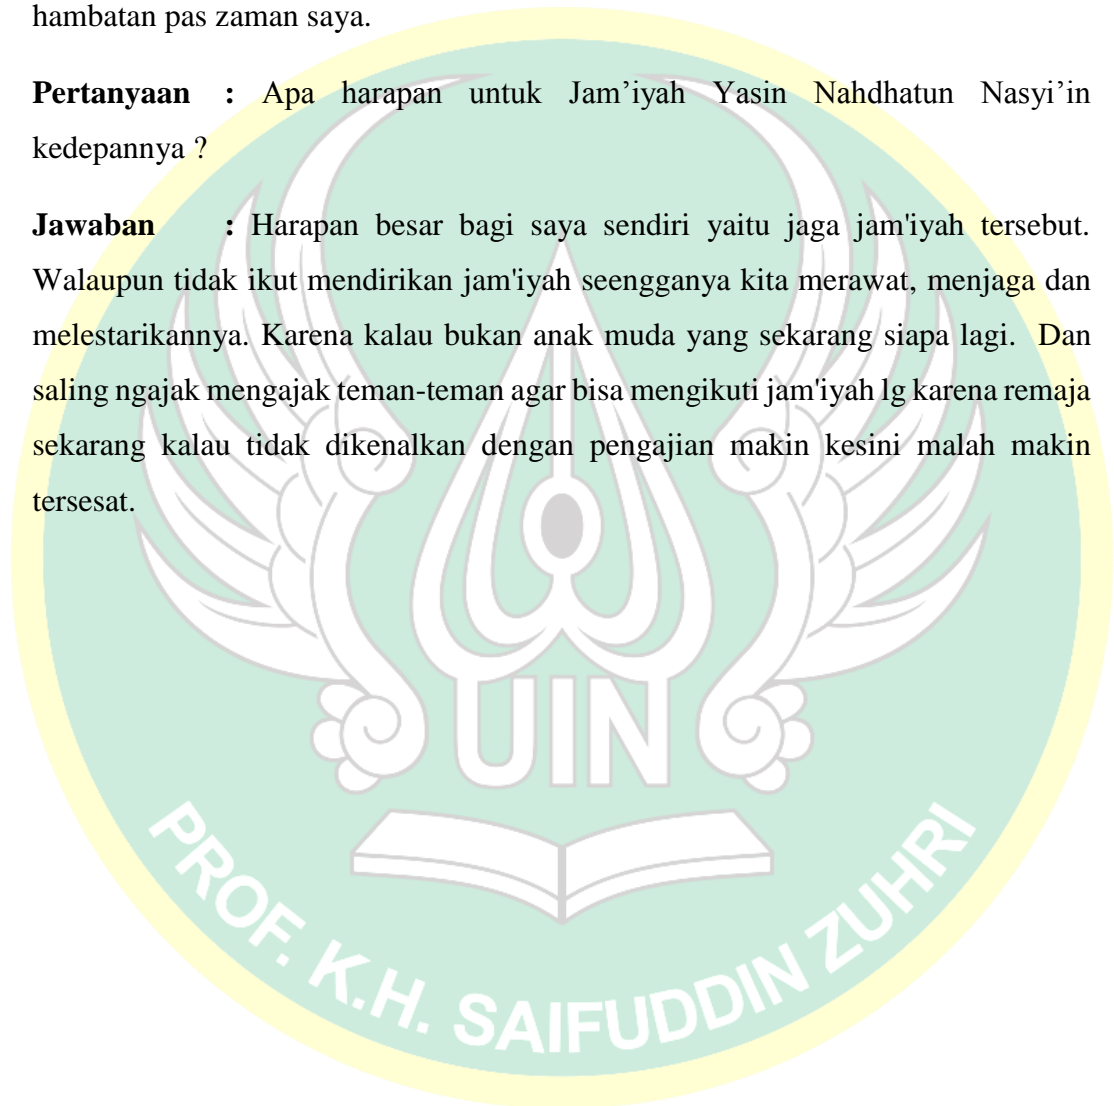 hambatan pas zaman saya.
Pertanyaan : Apa harapan untuk Jam’iyah Yasin Nahdhatun Nasyi’in
kedepannya ?
Jawaban : Harapan besar bagi saya sendiri yaitu jaga jam'iyah tersebut.
Walaupun tidak ikut mendirikan jam'iyah seengganya kita merawat, menjaga dan
melestarikannya. Karena kalau bukan anak muda yang sekarang siapa lagi. Dan
saling ngajak mengajak teman-teman agar bisa mengikuti jam'iyah lg karena remaja
sekarang kalau tidak dikenalkan dengan pengajian makin kesini malah makin
tersesat.
UIN
PROF. K.H. SAIFUDDIN ZUHRI